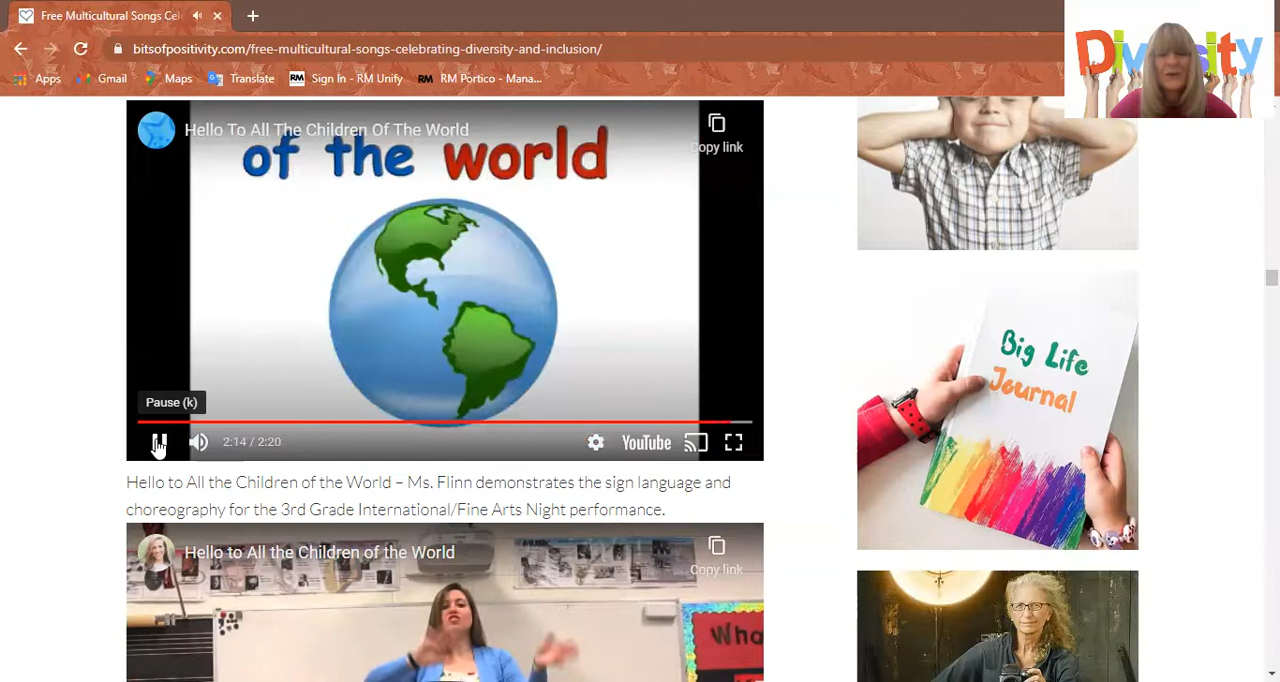 Free Multicultural Songs Cel
bitsofpositivity.com/free-multicultural-songs-celebrating-diversity-and-inclusion/
Apps Gmail Maps Translate RM Sign In - RM Unify RM RM Portico - Mana...
Diversity
Hello To All The Children Of The World
Copy link
of the world
Pause (k)
2:14 / 2:20 YouTube
Hello to All the Children of the World – Ms. Flinn demonstrates the sign language and
choreography for the 3rd Grade International/Fine Arts Night performance.
Hello to All the Children of the World
Copy link
Wha
Big Life
Journal